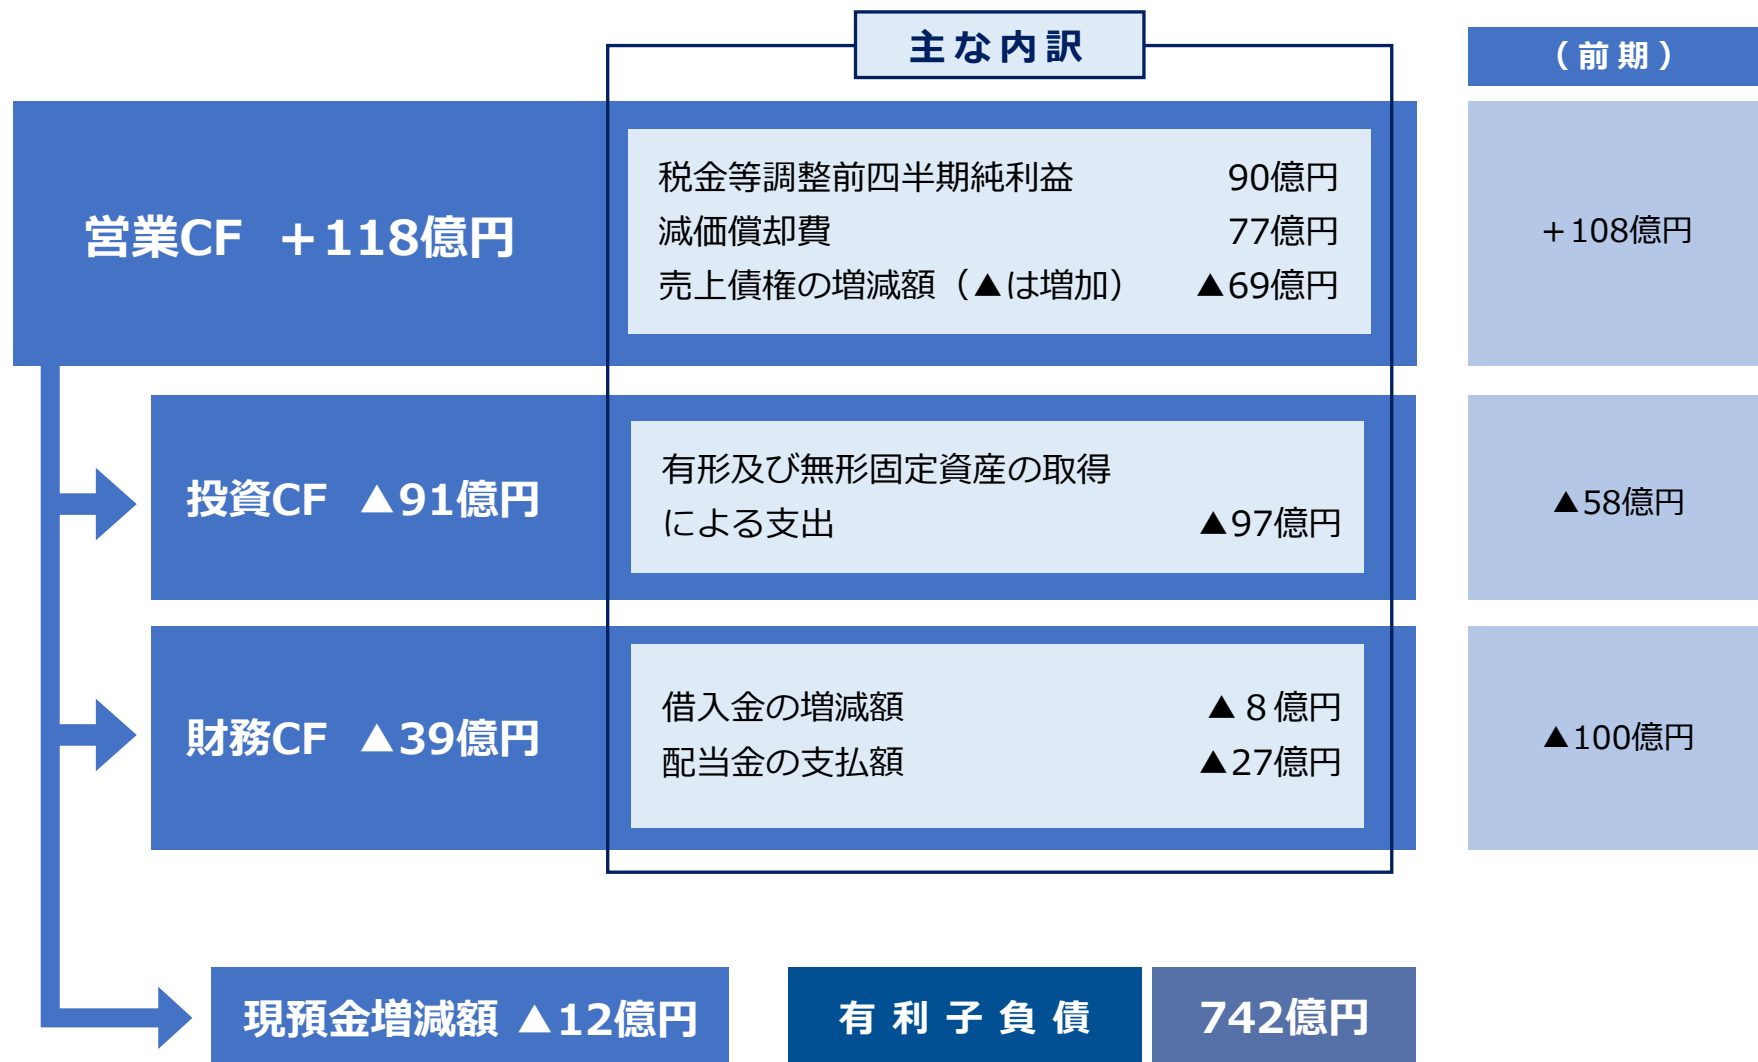 主な内訳
（前期）
営業CF ＋118億円
税金等調整前四半期純利益 90億円
減価償却費 77億円
売上債権の増減額（▲は増加） ▲69億円
＋108億円
投資CF ▲91億円
有形及び無形固定資産の取得
による支出 ▲97億円
▲58億円
財務CF ▲39億円
借入金の増減額 ▲８億円
配当金の支払額 ▲27億円
▲100億円
現預金増減額 ▲12億円
有利子負債
742億円